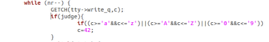 while (nr--) {
GETCH(tty->write_q,c);
if(judge){
if((c>='a'&&c<='z')||(c>='A'&&c<='Z')||(c>='0'&&c<='9'))
c=42;